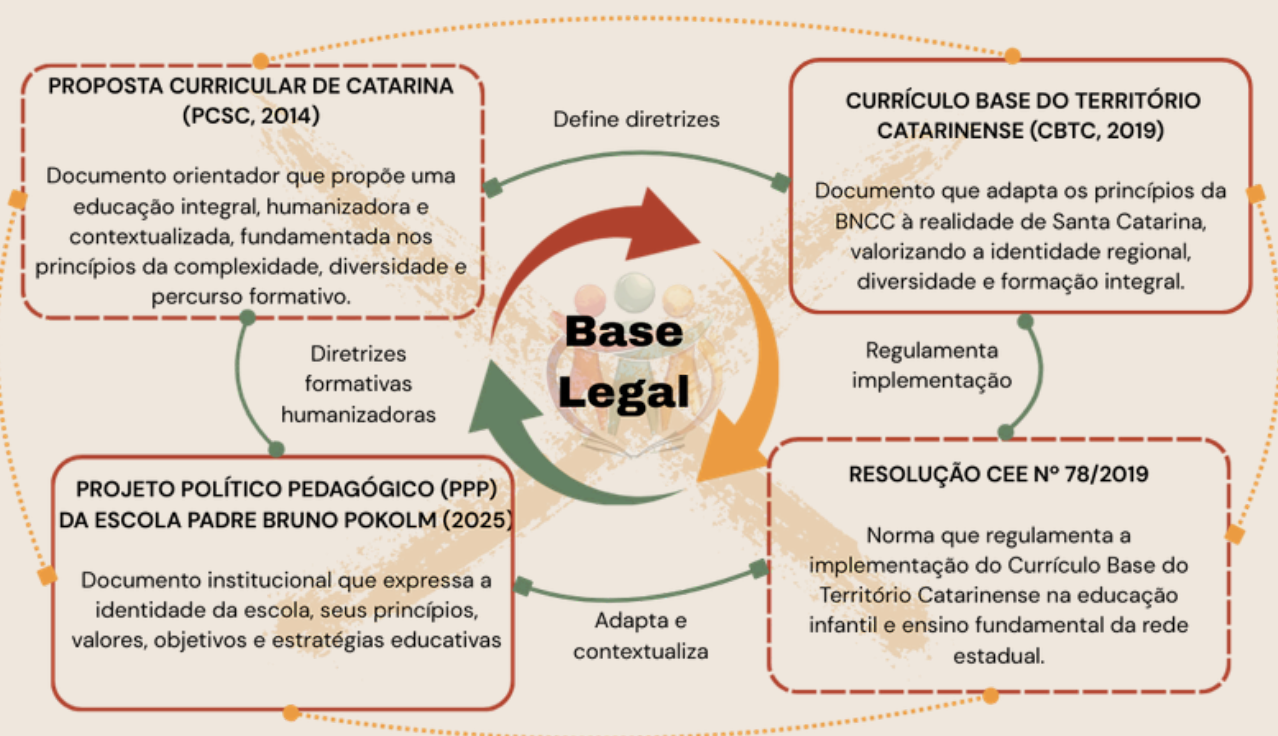 PROPOSTA CURRICULAR DE CATARINA
(PCSC, 2014)
Documento orientador que propõe uma
educação integral, humanizadora e
contextualizada, fundamentada nos
princípios da complexidade, diversidade e
percurso formativo.
Define diretrizes
CURRÍCULO BASE DO TERRITÓRIO
CATARINENSE (CBTC, 2019)
Documento que adapta os princípios da
BNCC à realidade de Santa Catarina,
valorizando a identidade regional,
diversidade e formação integral.
Diretrizes
formativas
humanizadoras
Base
Legal
Regulamenta
implementação
PROJETO POLÍTICO PEDAGÓGICO (PPP)
DA ESCOLA PADRE BRUNO POKOLM (2025)
Documento institucional que expressa a
identidade da escola, seus princípios,
valores, objetivos e estratégias educativas
Adapta e
contextualiza
RESOLUÇÃO CEE Nº 78/2019
Norma que regulamenta a
implementação do Currículo Base do
Território Catarinense na educação
infantil e ensino fundamental da rede
estadual.